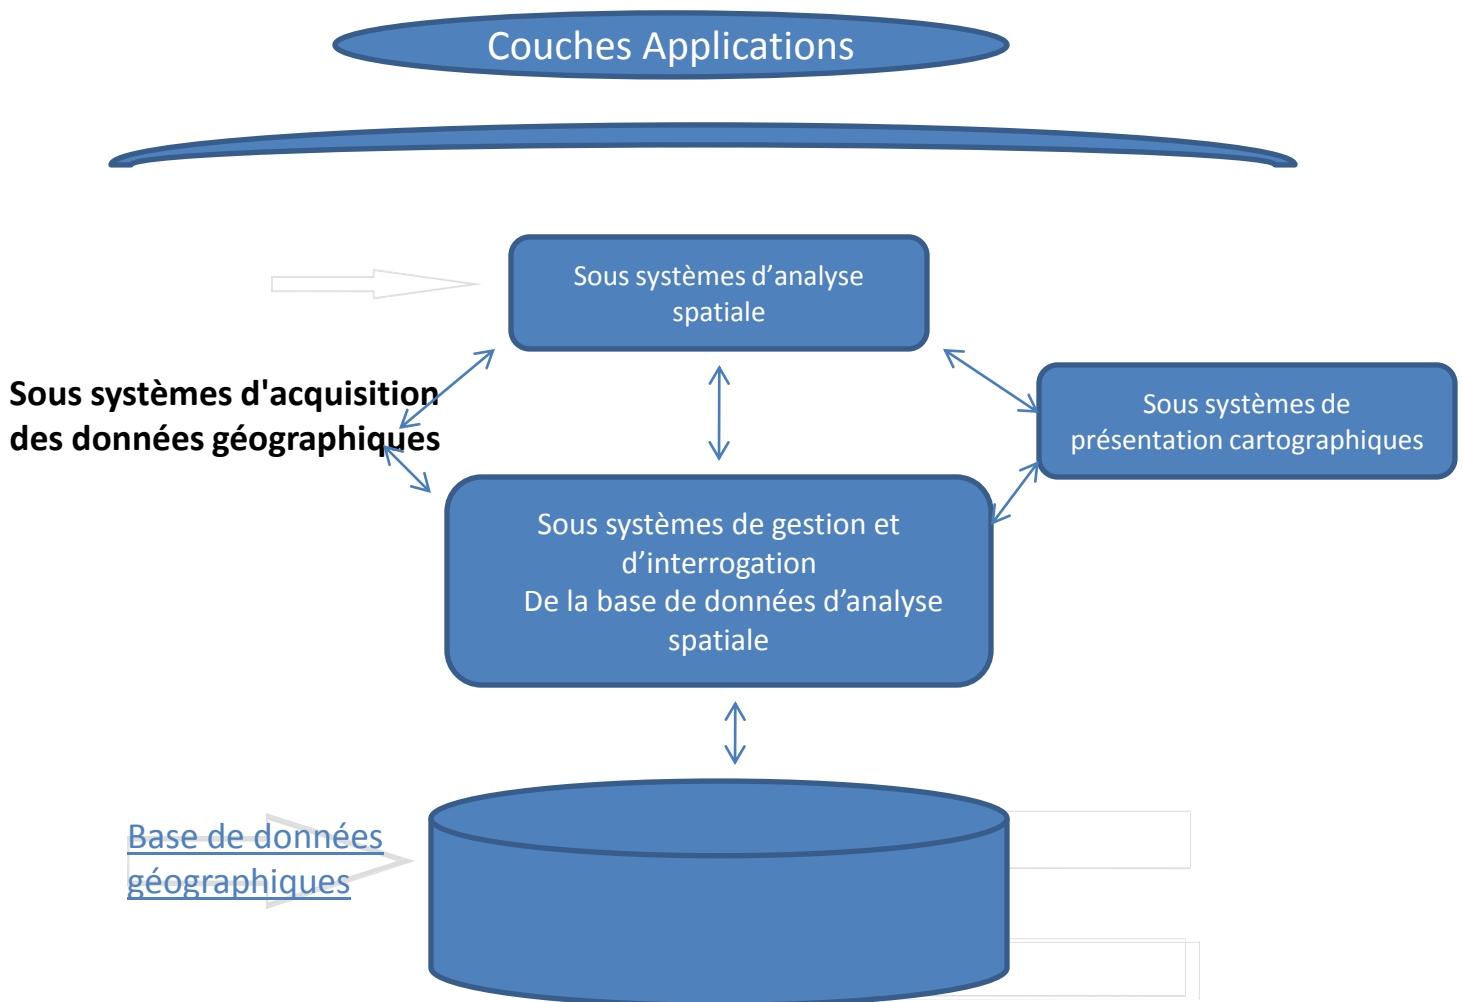 Couches Applications
Sous systèmes d’analyse
spatiale
Sous systèmes d'acquisition
des données géographiques
Sous systèmes de
présentation cartographiques
Sous systèmes de gestion et
d’interrogation
De la base de données d’analyse
spatiale
Base de données
géographiques